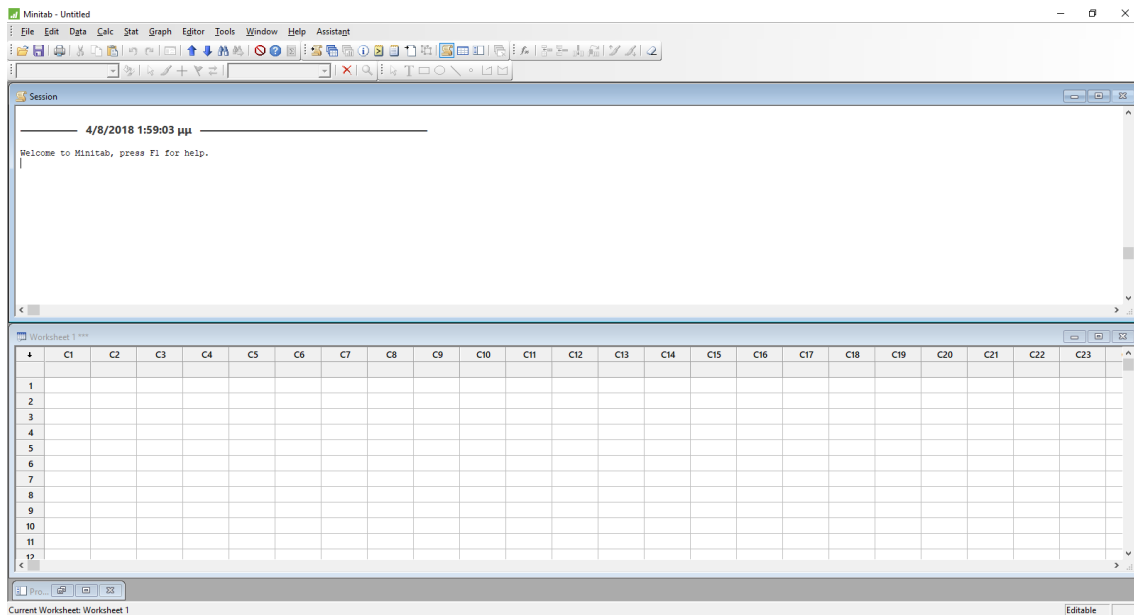 Minitab - Untitled
File Edit Data Calc Stat Graph Editor Tools Window Help Assistant
Session
4/8/2018 1:59:03 μμ
Welcome to Minitab, press F1 for help.
Worksheet 1 ***
C1 C2 C3 C4 C5 C6 C7 C8 C9 C10 C11 C12 C13 C14 C15 C16 C17 C18 C19 C20 C21 C22 C23
1
2
3
4
5
6
7
8
9
10
11
12
Pro...
Current Worksheet: Worksheet 1 Editable